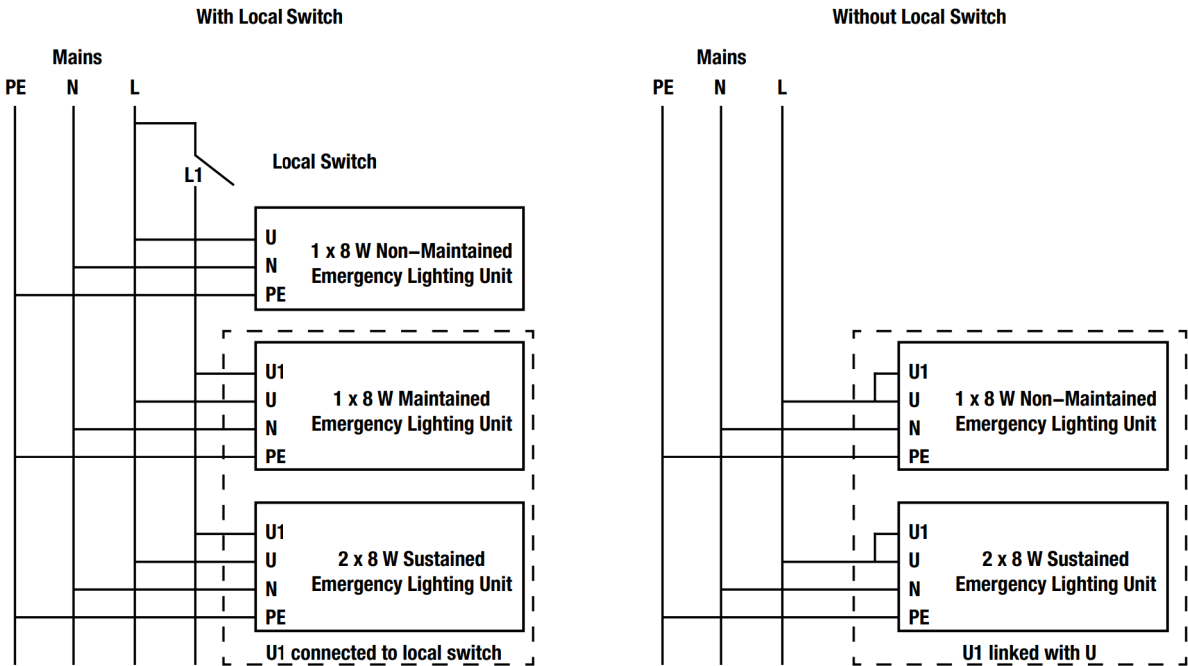 With Local Switch
Mains
PE N L
L1
Local Switch
U
N
PE
1 x 8 W Non–Maintained
Emergency Lighting Unit
U1
U
N
PE
1 x 8 W Maintained
Emergency Lighting Unit
U1
U
N
PE
2 x 8 W Sustained
Emergency Lighting Unit
U1 connected to local switch
Without Local Switch
Mains
PE N L
U1
U
N
PE
1 x 8 W Non–Maintained
Emergency Lighting Unit
U1
U
N
PE
2 x 8 W Sustained
Emergency Lighting Unit
U1 linked with U